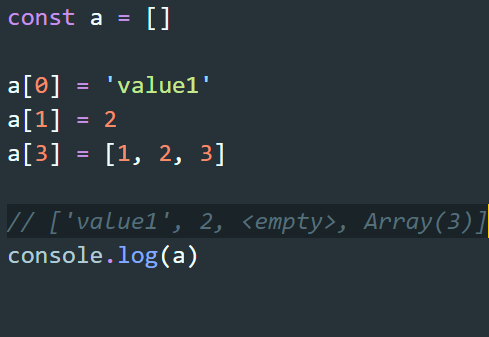 const a = []
a[0] = 'value1'
a[1] = 2
a[3] = [1, 2, 3]
// ['value1', 2, <empty>, Array(3)]
console.log(a)